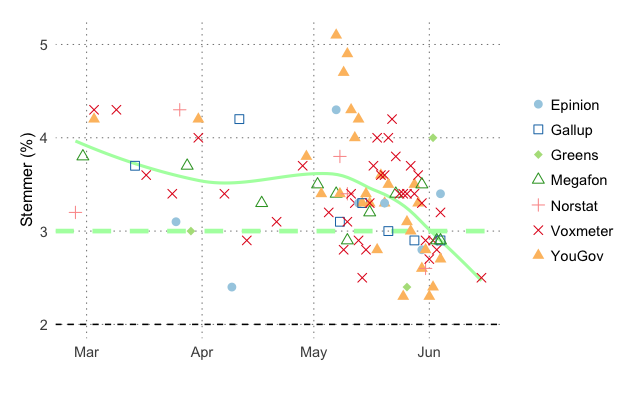 Stemmer (%)
5
4
3
2
Mar
Apr
May
Jun
Epinion
Gallup
Greens
Megafon
Norstat
Voxmeter
YouGov